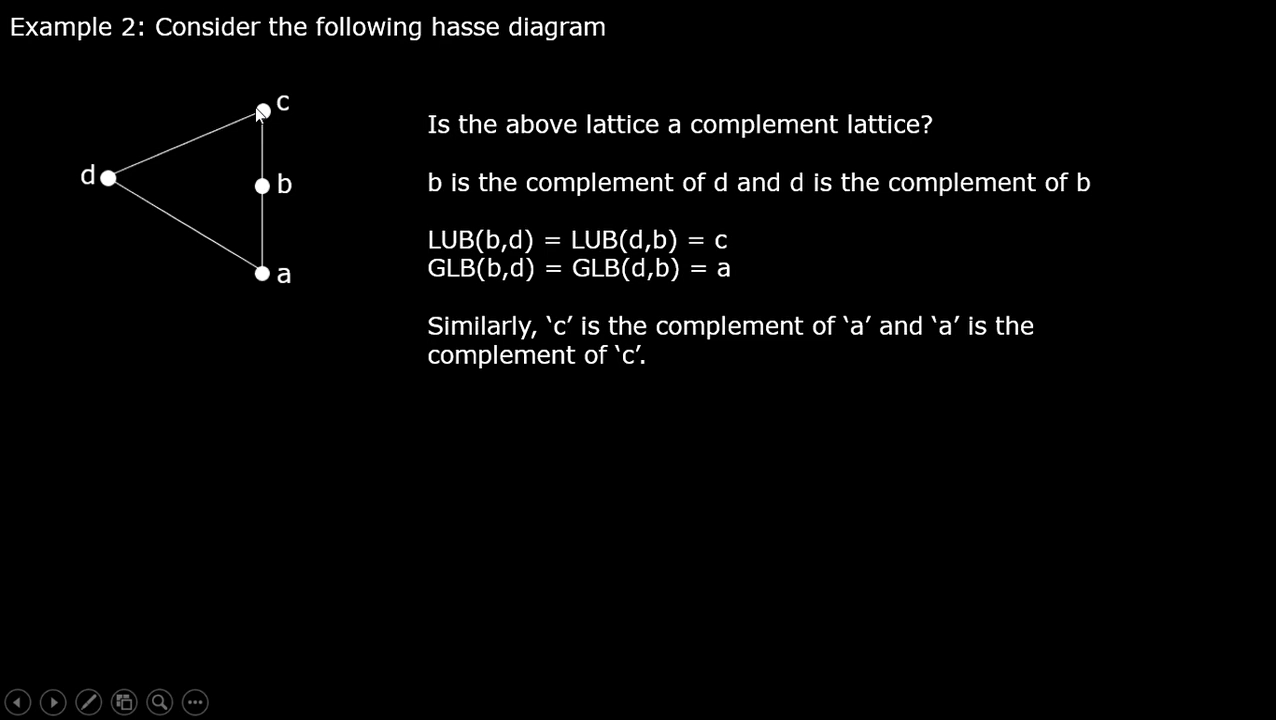 Example 2: Consider the following hasse diagram
c
d
b
a
Is the above lattice a complement lattice?
b is the complement of d and d is the complement of b
LUB(b,d) = LUB(d,b) = c
GLB(b,d) = GLB(d,b) = a
Similarly, ‘c’ is the complement of ‘a’ and ‘a’ is the
complement of ‘c’.